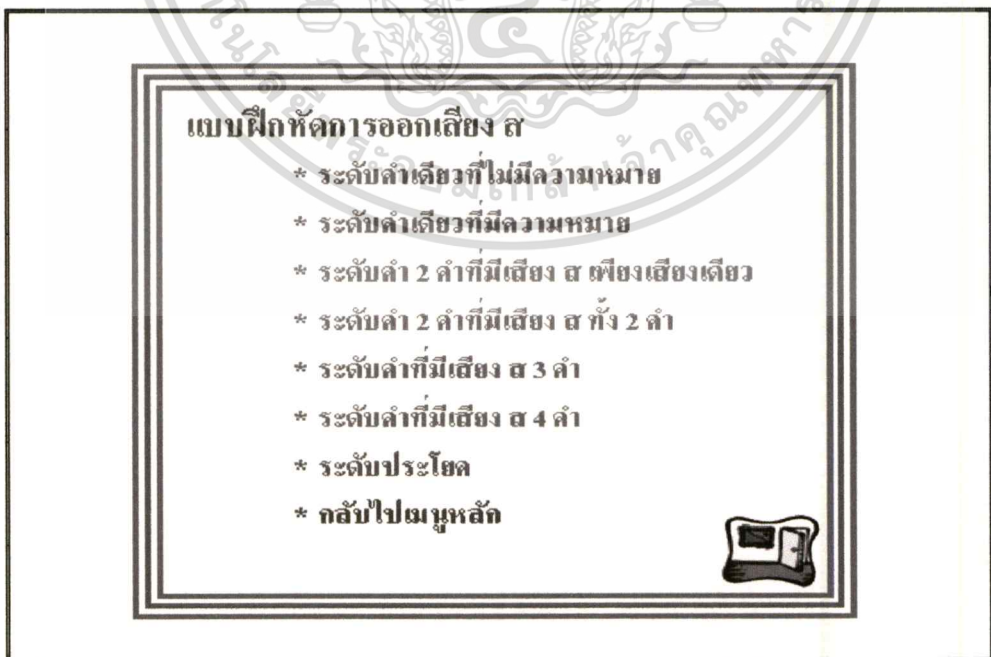 แบบฝึกหัดการออกเสียง ส
* ระดับคำเดียวที่ไม่มีความหมาย
* ระดับคำเดียวที่มีความหมาย
* ระดับคำ 2 คำที่มีเสียง ส เพียงเสียงเดียว
* ระดับคำ 2 คำที่มีเสียง ส ทั้ง 2 คำ
* ระดับคำที่มีเสียง ส 3 คำ
* ระดับคำที่มีเสียง ส 4 คำ
* ระดับประโยค
* กลับไปเมนูหลัก